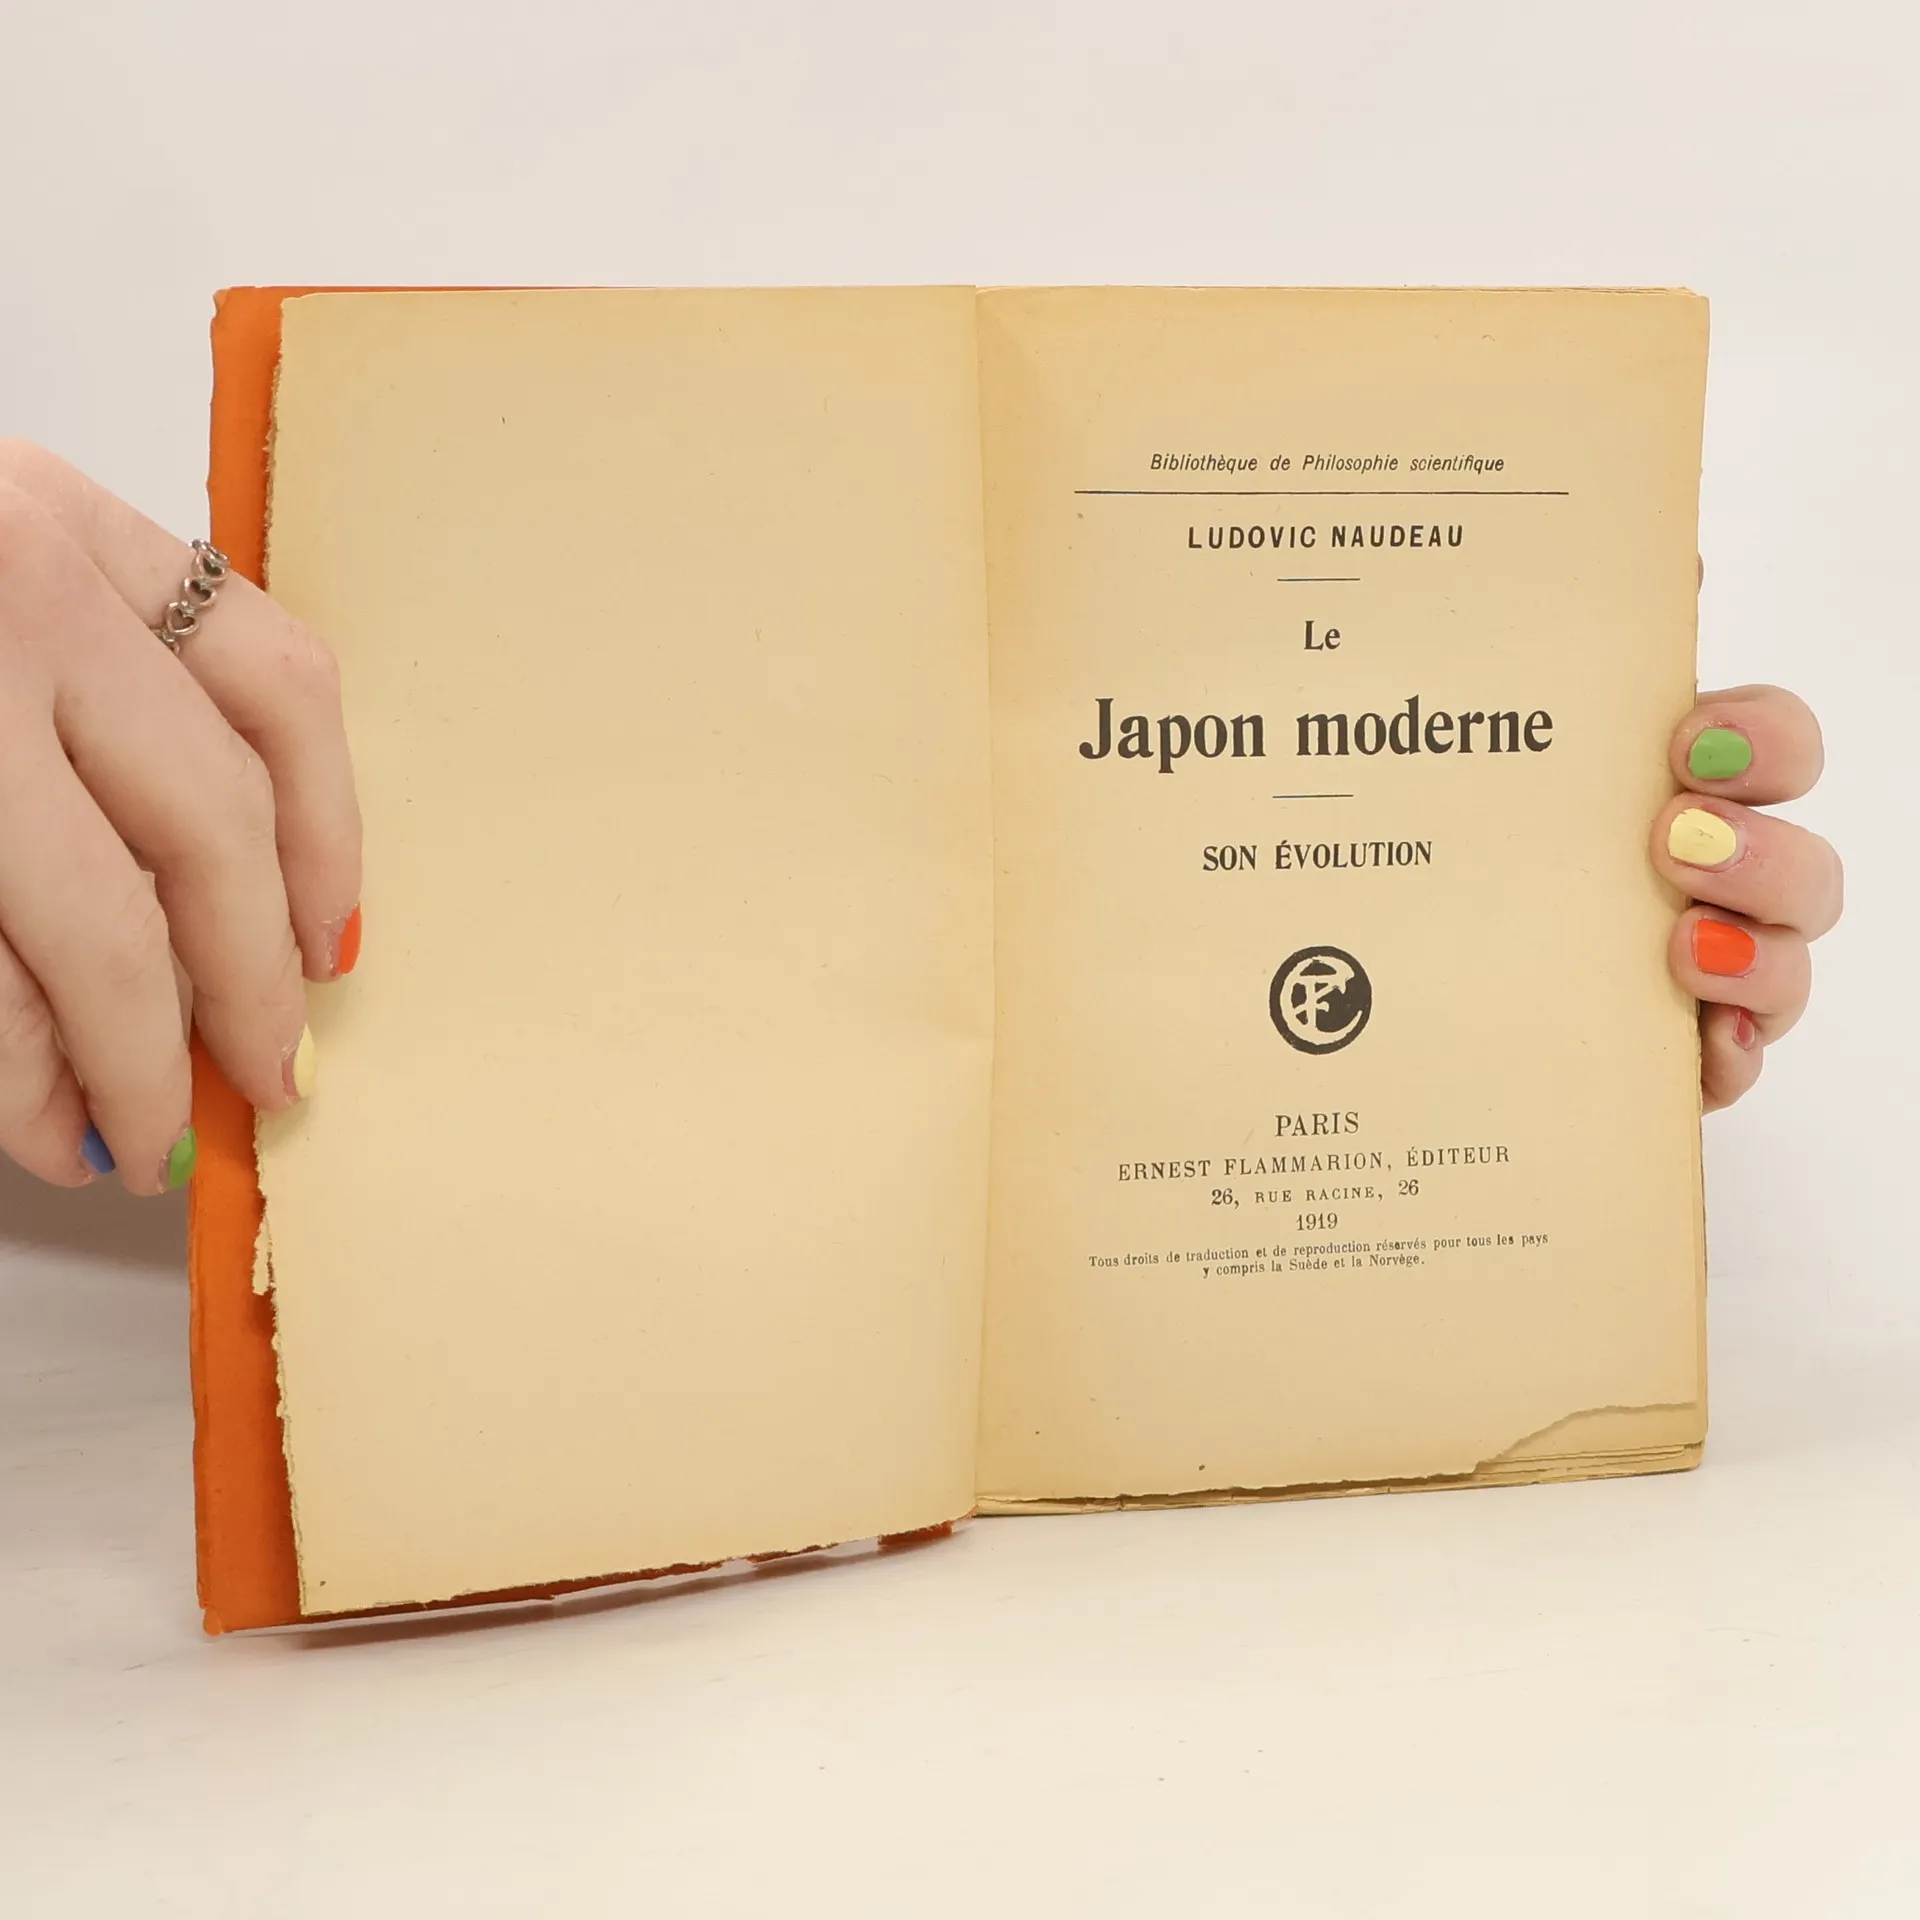 Bibliothèque de Philosophie scientifique
LUDOVIC NAUDEAU
Le
Japon moderne
SON ÉVOLUTION
PARIS
ERNEST FLAMMARION, ÉDITEUR
26, RUE RACINE, 26
1919
Tous droits de traduction et de reproduction réservés pour tous les pays
y compris la Suède et la Norvège.